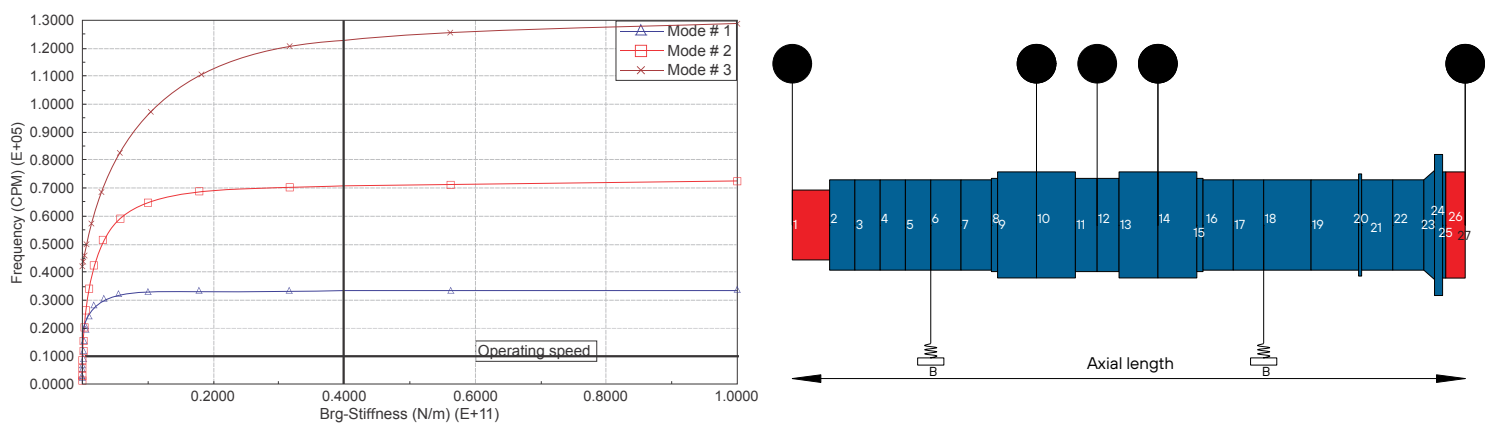 1.3000
1.2000
1.1000
1.0000
0.9000
0.8000
0.7000
0.6000
0.5000
0.4000
0.3000
0.2000
0.1000
0.0000
Frequency (CPM) (E+05)
Mode # 1
Mode # 2
Mode # 3
Operating speed
0.2000 0.4000 0.6000 0.8000 1.0000
Brg-Stiffness (N/m) (E+11)
1 2 3 4 5 6 7 8 9 10 11 12 13 14 15 16 17 18 19 20 21 22 23 24 25 26 27
B B
Axial length